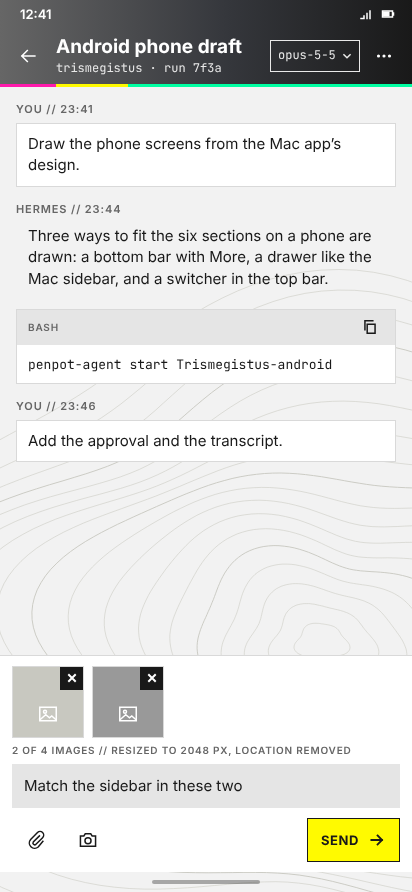 12:41
Android phone draft
trismegistus · run 7f3a
opus-5-5
YOU // 23:41
Draw the phone screens from the Mac app’s
design.
HERMES // 23:44
Three ways to fit the six sections on a phone are
drawn: a bottom bar with More, a drawer like the
Mac sidebar, and a switcher in the top bar.
BASH
penpot-agent start Trismegistus-android
YOU // 23:46
Add the approval and the transcript.
2 OF 4 IMAGES // RESIZED TO 2048 PX, LOCATION REMOVED
Match the sidebar in these two
SEND